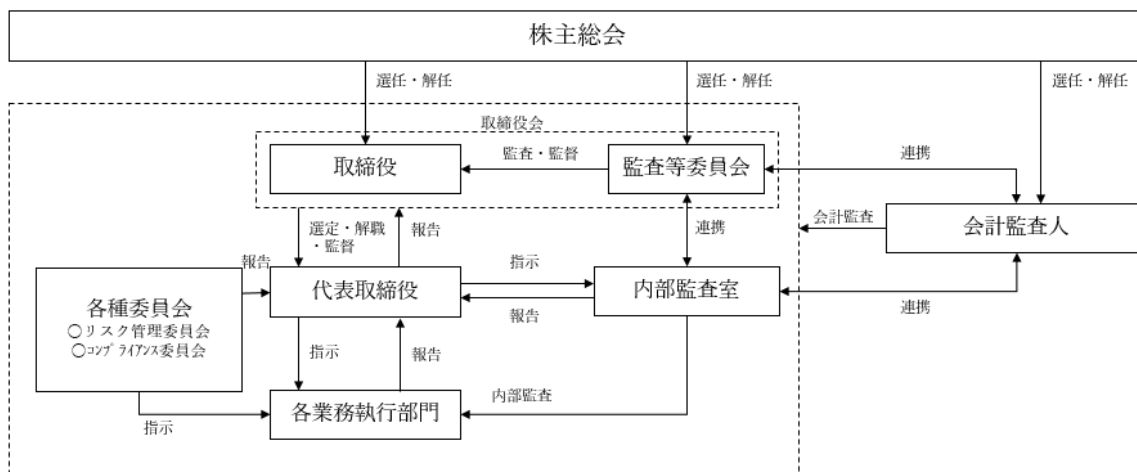 株主総会
選任・解任
選任・解任
選任・解任
取締役会
取締役
監査・監督
監査等委員会
連携
会計監査
会計監査人
選定・解職
・監督
報告
連携
報告
代表取締役
指示
報告
内部監査室
連携
各種委員会
○リスク管理委員会
○コンプライアンス委員会
指示
報告
内部監査
各業務執行部門
指示